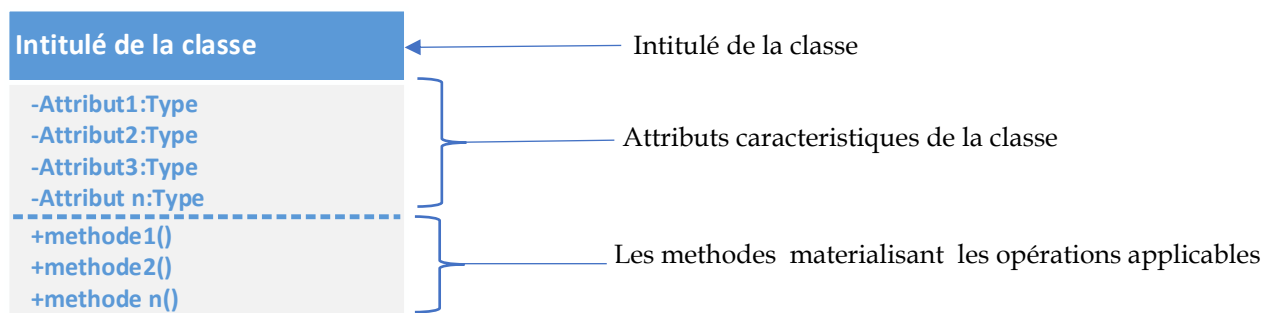 Intitulé de la classe
Intitulé de la classe
-Attribut1:Type
-Attribut2:Type
-Attribut3:Type
-Attribut n:Type
Attributs caracteristiques de la classe
+methode1()
+methode2()
+methode n()
Les methodes materialisant les opérations applicables